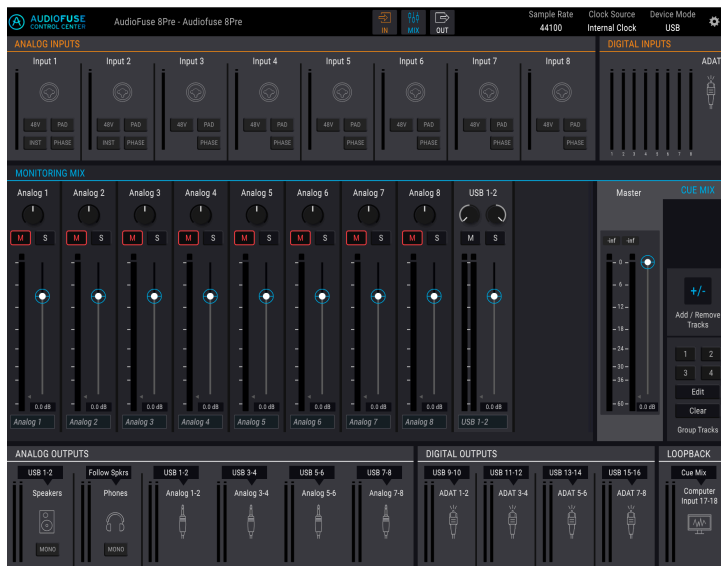 AUDIOFUSE
CONTROL CENTER
AudioFuse 8Pre - Audiofuse 8Pre
IN MIX OUT
Sample Rate Clock Source Device Mode
44100 Internal Clock USB
ANALOG INPUTS DIGITAL INPUTS
Input 1 Input 2 Input 3 Input 4 Input 5 Input 6 Input 7 Input 8 ADAT
48V PAD 48V PAD 48V PAD 48V PAD 48V PAD 48V PAD 48V PAD 48V PAD
INST PHASE INST PHASE PHASE PHASE PHASE PHASE PHASE PHASE
1 2 3 4 5 6 7 8
MONITORING MIX CUE MIX
Analog 1 Analog 2 Analog 3 Analog 4 Analog 5 Analog 6 Analog 7 Analog 8 USB 1-2 Master
M S M S M S M S M S M S M S M S M S
-inf -inf
0
6
12
18
24
30
36
60
+/-
Add / Remove
Tracks
1 2
3 4
Edit
Clear
Group Tracks
0.0 dB 0.0 dB 0.0 dB 0.0 dB 0.0 dB 0.0 dB 0.0 dB 0.0 dB 0.0 dB 0.0 dB
Analog 1 Analog 2 Analog 3 Analog 4 Analog 5 Analog 6 Analog 7 Analog 8 USB 1-2
ANALOG OUTPUTS DIGITAL OUTPUTS LOOPBACK
USB 1-2 Follow Spkrs USB 1-2 USB 3-4 USB 5-6 USB 7-8 USB 9-10 USB 11-12 USB 13-14 USB 15-16 Cue Mix
Speakers Phones Analog 1-2 Analog 3-4 Analog 5-6 Analog 7-8 ADAT 1-2 ADAT 3-4 ADAT 5-6 ADAT 7-8 Computer
Input 17-18
MONO MONO